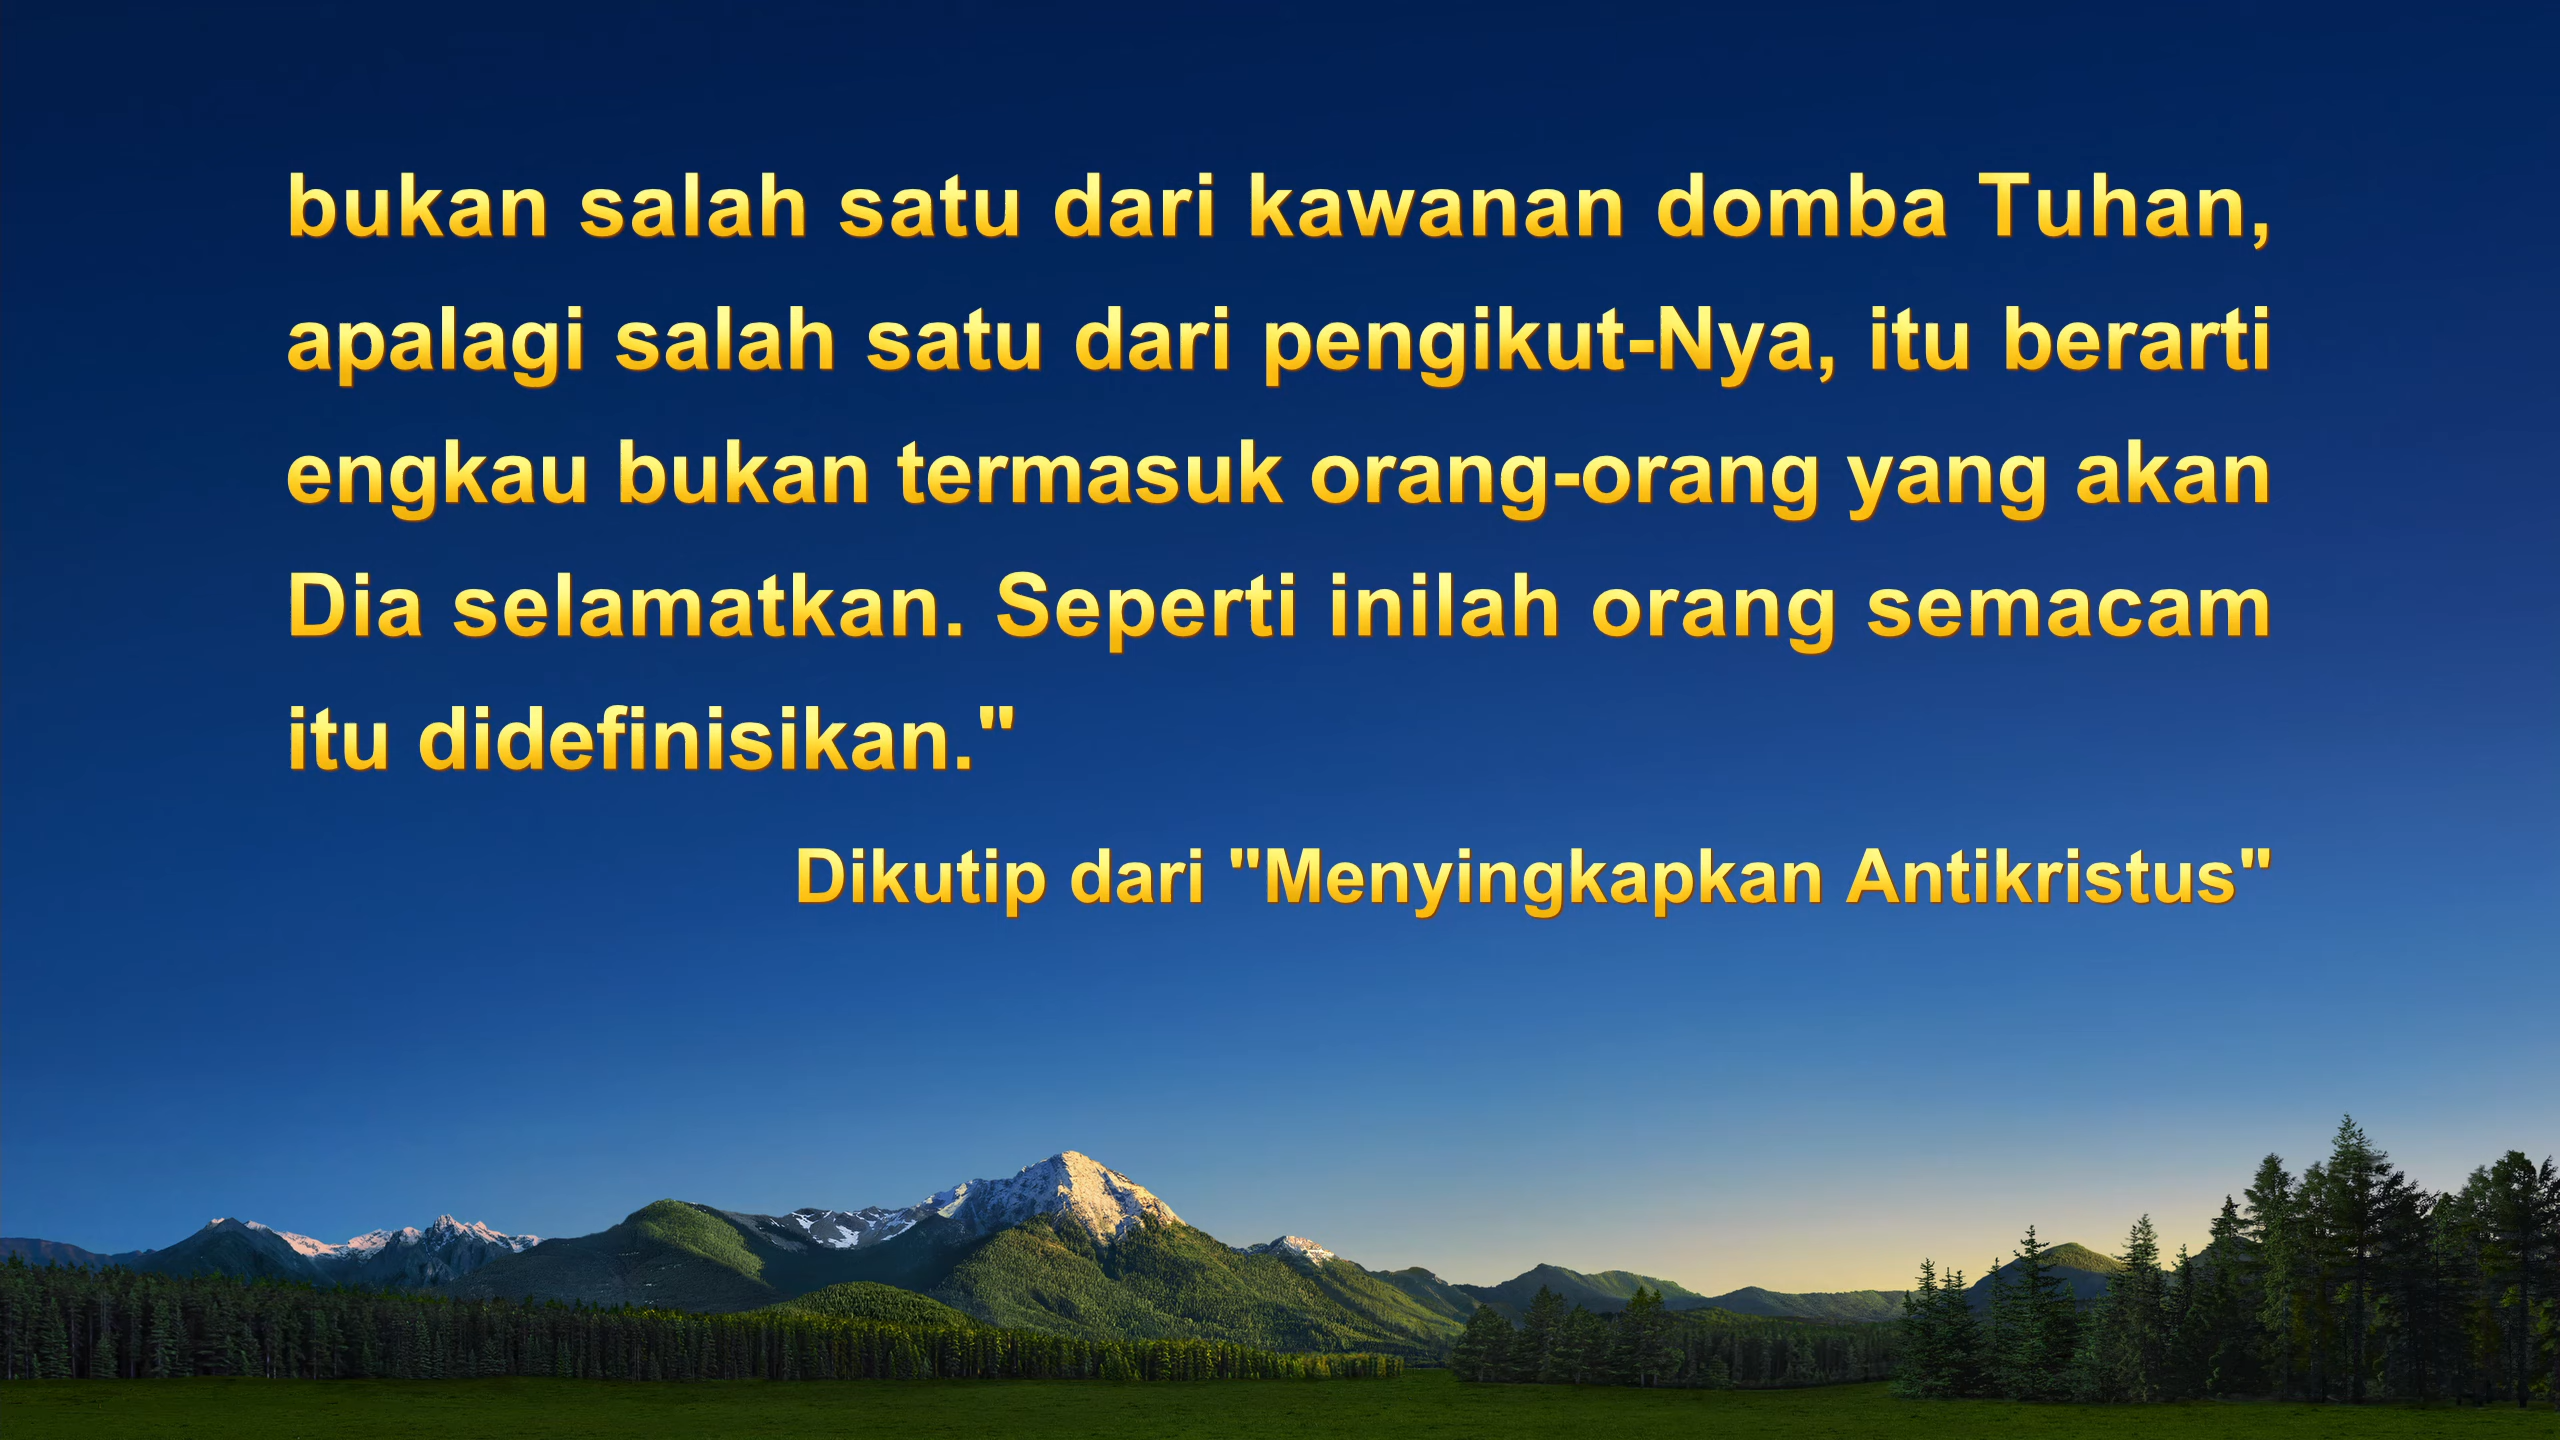 bukan salah satu dari kawanan domba Tuhan,
apalagi salah satu dari pengikut-Nya, itu berarti
engkau bukan termasuk orang-orang yang akan
Dia selamatkan. Seperti inilah orang semacam
itu didefinisikan."
Dikutip dari "Menyingkapkan Antikristus"